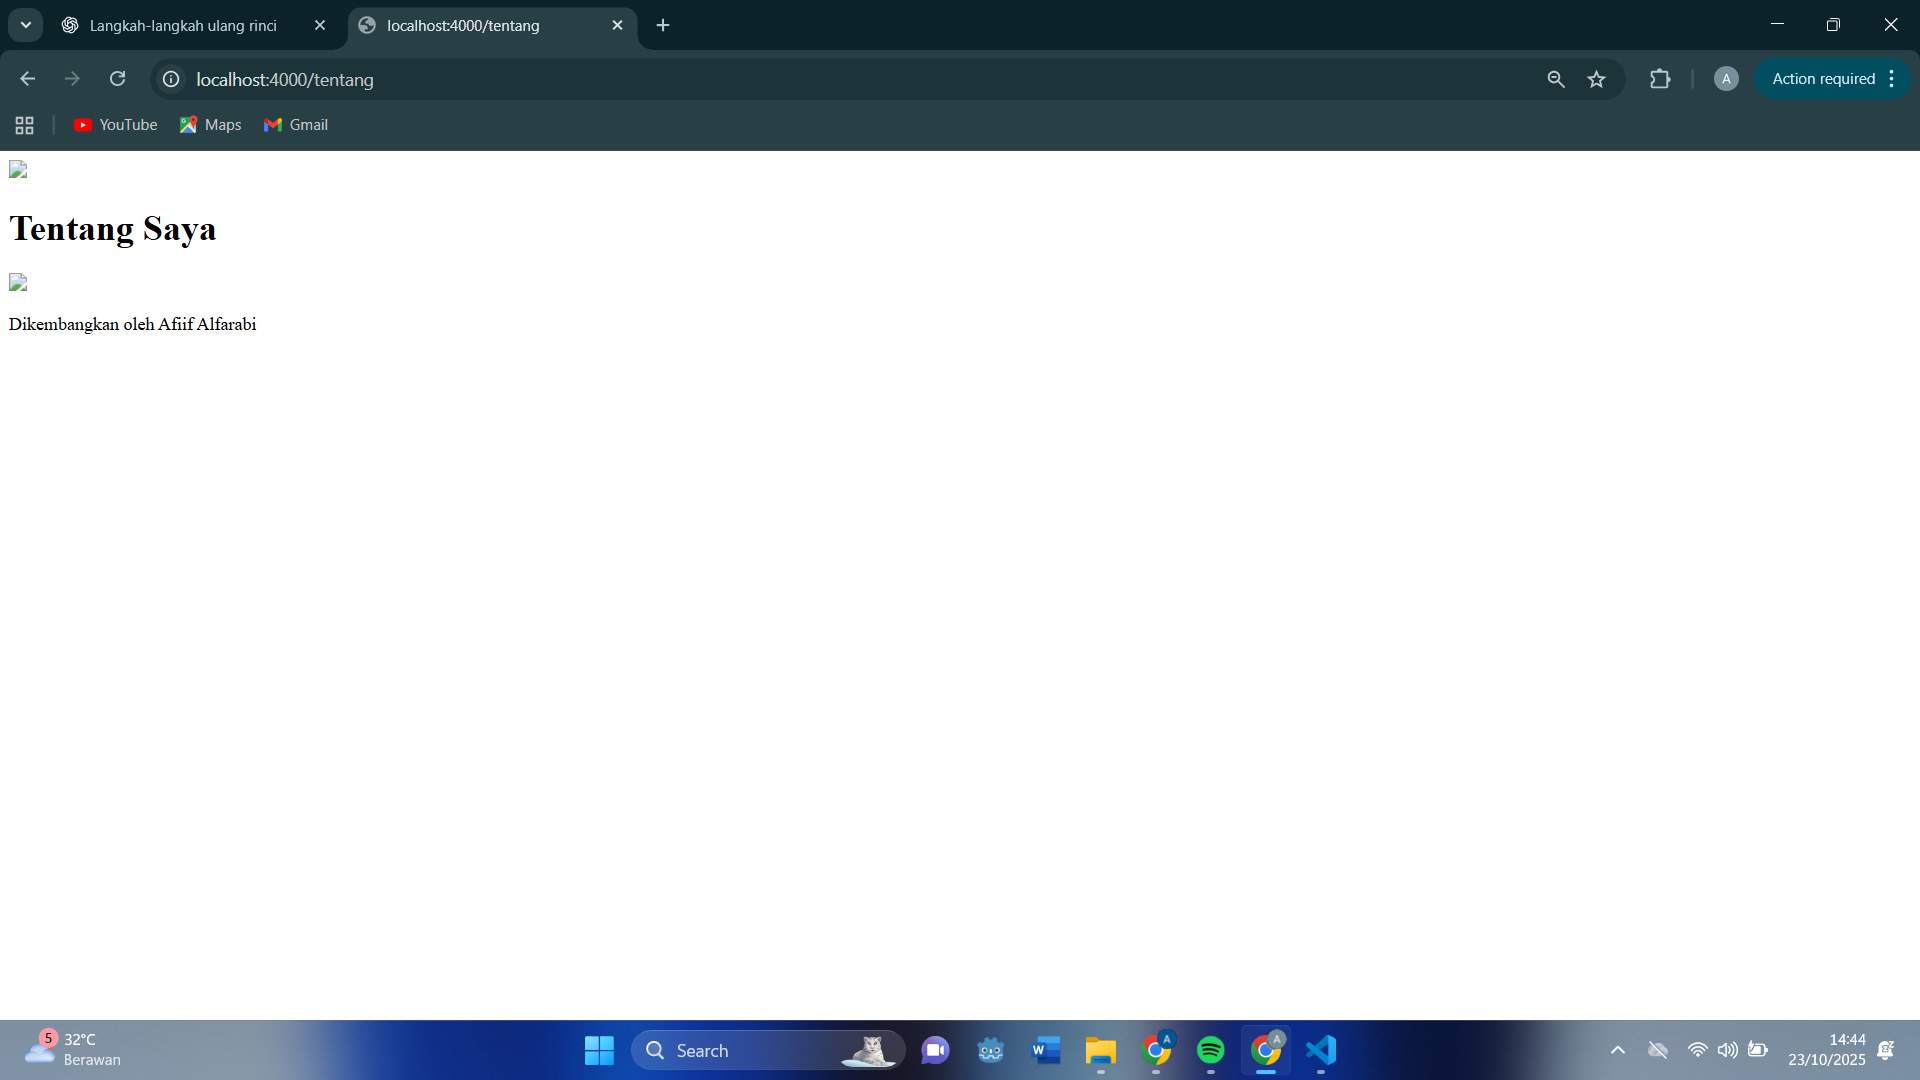 Langkah-langkah ulang rinci
localhost:4000/tentang
localhost:4000/tentang
A
Action required
YouTube
Maps
Gmail
Tentang Saya
Dikembangkan oleh Afiif Alfarabi
5
32°C
Berawan
Search
W
A
A
14:44
23/10/2025